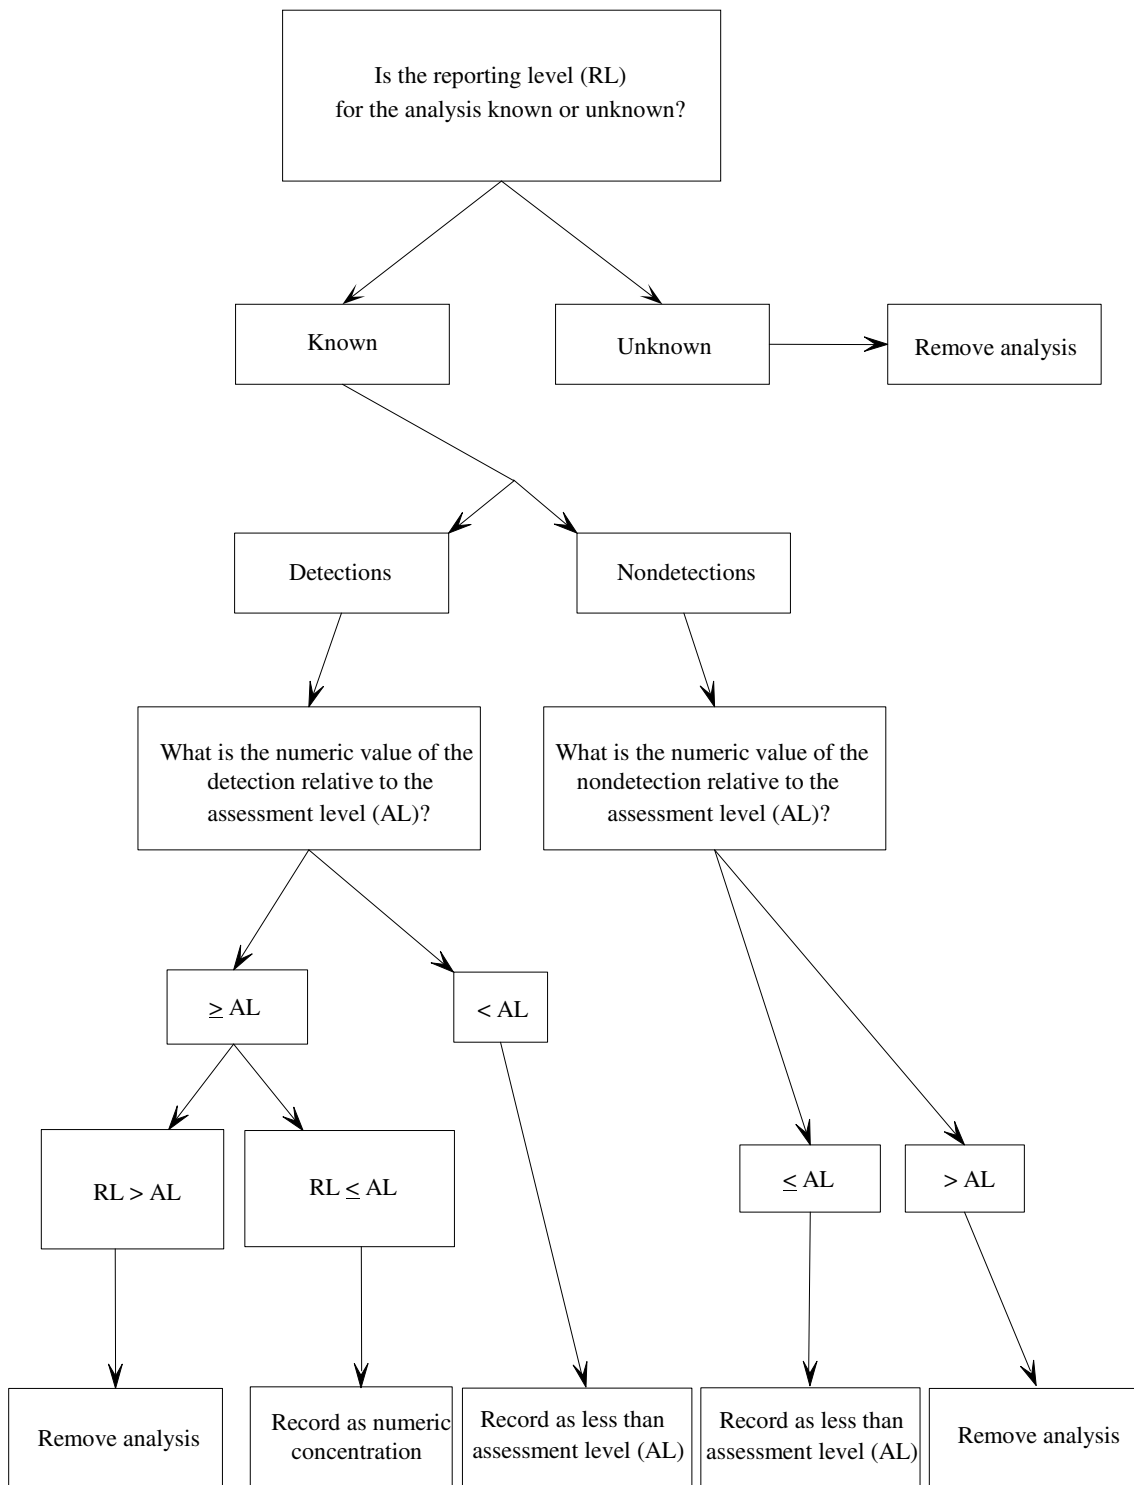 Is the reporting level (RL)
for the analysis known or unknown?
Known
Unknown
Remove analysis
Detections
Nondetections
What is the numeric value of the
detection relative to the
assessment level (AL)?
What is the numeric value of the
nondetection relative to the
assessment level (AL)?
≥ AL
< AL
RL > AL
RL ≤ AL
≤ AL
> AL
Remove analysis
Record as numeric
concentration
Record as less than
assessment level (AL)
Record as less than
assessment level (AL)
Remove analysis